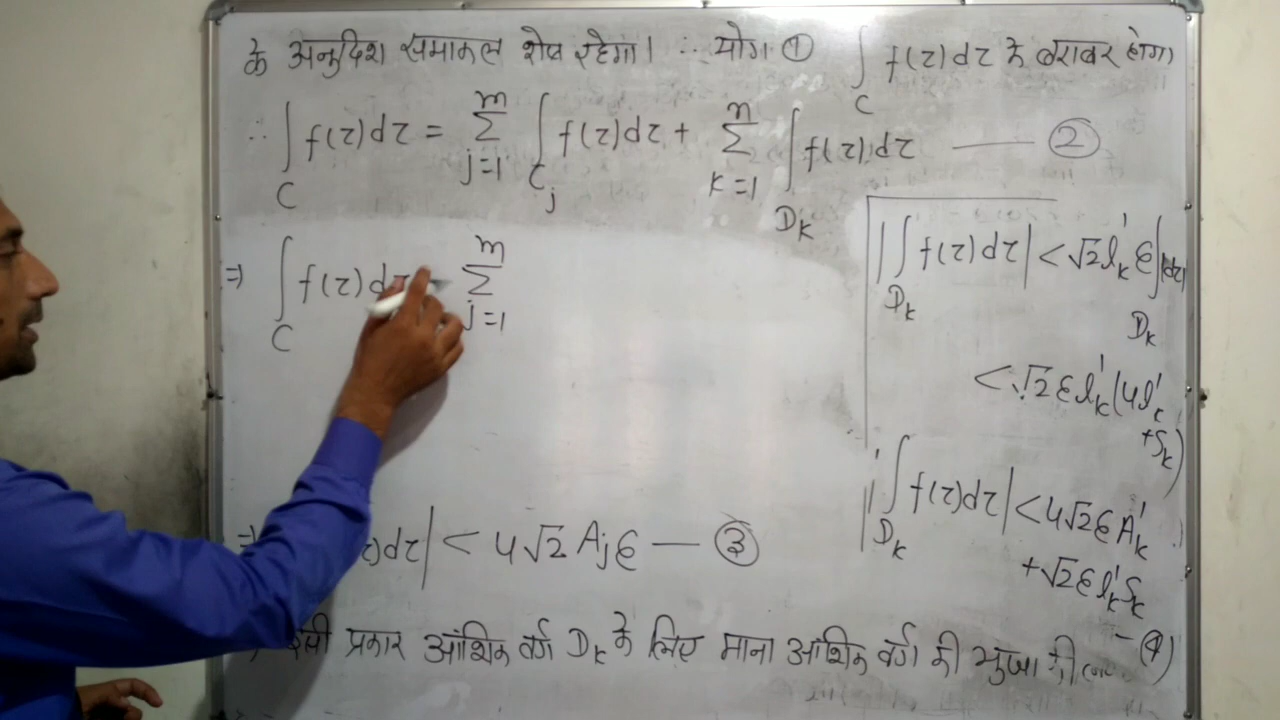 के अनुदिश समाकल शेष रहेगा। ∴ योग ① ∫_C f(z)dz के बराबर होगा
∴ ∫_C f(z)dz = Σ_{j=1}^{m} ∫_{C_j} f(z)dz + Σ_{k=1}^{n} ∫_{D_k} f(z)dz — ②
⇒ ∫_C f(z)dz Σ_{j=1}^{m}
|∫_{D_k} f(z)dz| < √2 l'_k ε ∫_{D_k} |dz|
< √2 ε l'_k (4l'_k + S_k)
|∫_{D_k} f(z)dz| < 4√2 ε A'_k + √2 ε l'_k S_k — (4)
dz| < 4√2 A_j ε — ③
इसी प्रकार आंशिक वर्ग D_k के लिए माना आंशिक वर्ग की भुजा की